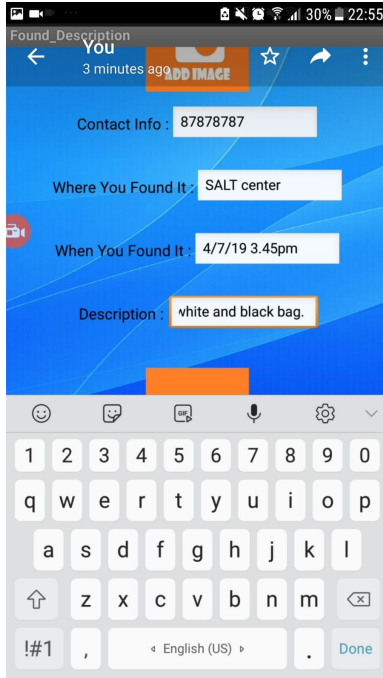 30% 22:55
Found_Description
You
3 minutes ago
ADD IMAGE
Contact Info : 87878787
Where You Found It : SALT center
When You Found It : 4/7/19 3.45pm
Description : white and black bag.
GIF
1 2 3 4 5 6 7 8 9 0
q w e r t y u i o p
a s d f g h j k l
z x c v b n m
!#1 , English (US) . Done